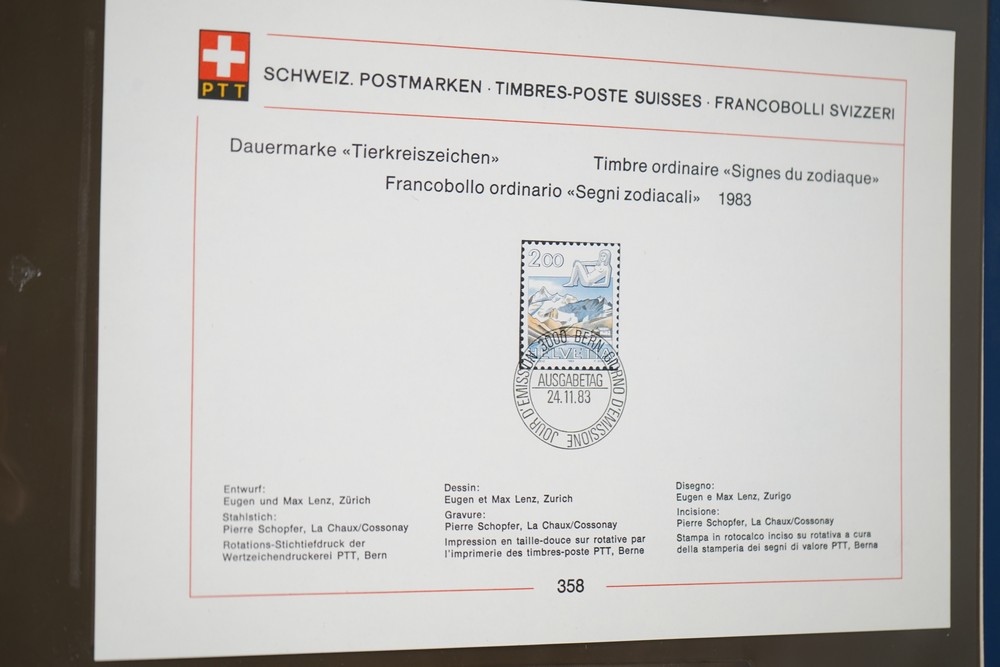 PTT
SCHWEIZ. POSTMARKEN · TIMBRES-POSTE SUISSES · FRANCOBOLLI SVIZZERI
Dauermarke «Tierkreiszeichen»
Timbre ordinaire «Signes du zodiaque»
Francobollo ordinario «Segni zodiacali» 1983
200
HELVETIA
3000 BERN
AUSGABETAG
24.11.83
JOUR D'EMISSION
GIORNO D'EMISSIONE
Entwurf:
Eugen und Max Lenz, Zürich
Stahlstich:
Pierre Schopfer, La Chaux/Cossonay
Rotations-Stichtiefdruck der
Wertzeichendruckerei PTT, Bern
Dessin:
Eugen et Max Lenz, Zurich
Gravure:
Pierre Schopfer, La Chaux/Cossonay
Impression en taille-douce sur rotative par
l'imprimerie des timbres-poste PTT, Berne
Disegno:
Eugen e Max Lenz, Zurigo
Incisione:
Pierre Schopfer, La Chaux/Cossonay
Stampa in rotocalco inciso su rotativa a cura
della stamperia dei segni di valore PTT, Berna
358